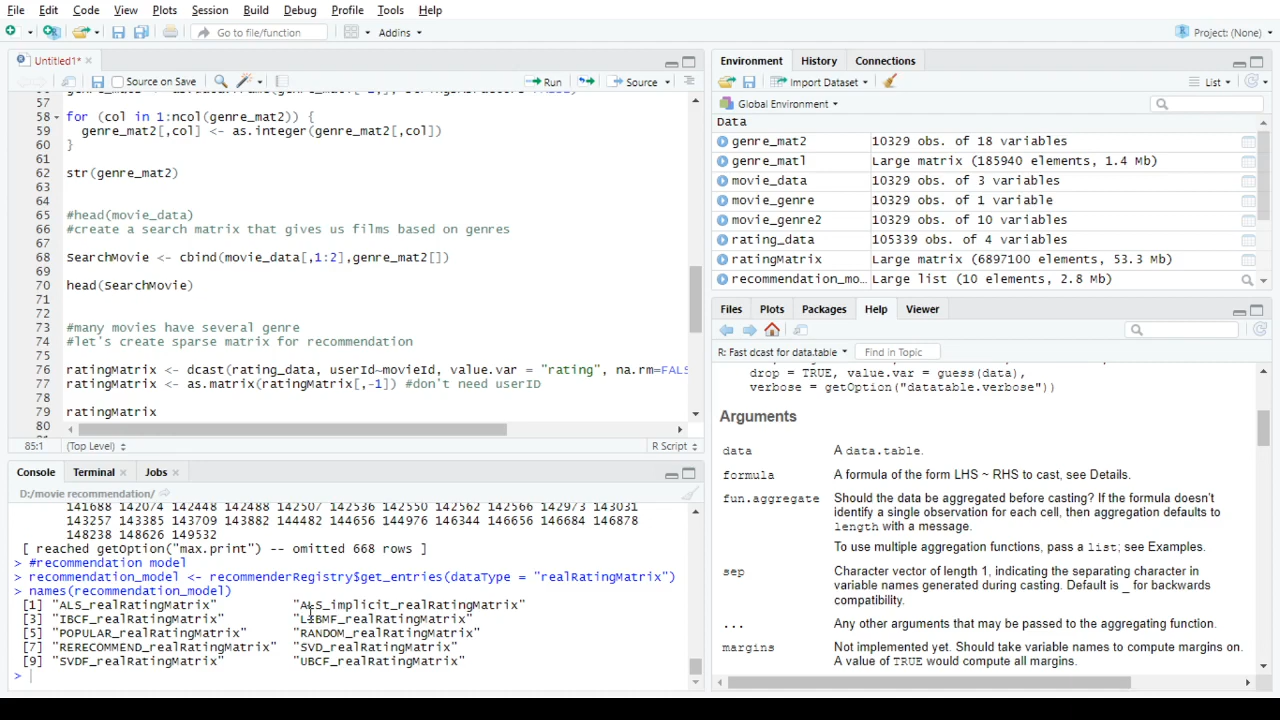 File Edit Code View Plots Session Build Debug Profile Tools Help
Go to file/function Addins Project: (None)
Untitled1*
Source on Save Run Source
57
58 for (col in 1:ncol(genre_mat2)) {
59 genre_mat2[,col] <- as.integer(genre_mat2[,col])
60 }
61
62 str(genre_mat2)
63
64
65 #head(movie_data)
66 #create a search matrix that gives us films based on genres
67
68 SearchMovie <- cbind(movie_data[,1:2],genre_mat2[])
69
70 head(SearchMovie)
71
72
73 #many movies have several genre
74 #let's create sparse matrix for recommendation
75
76 ratingMatrix <- dcast(rating_data, userId~movieId, value.var = "rating", na.rm=FALS
77 ratingMatrix <- as.matrix(ratingMatrix[,-1]) #don't need userID
78
79 ratingMatrix
80
85:1 (Top Level) R Script
Console Terminal Jobs
D:/movie recommendation/
141688 142074 142448 142488 142507 142536 142550 142562 142566 142973 143031
143257 143385 143709 143882 144482 144656 144976 146344 146656 146684 146878
148238 148626 149532
[ reached getOption("max.print") -- omitted 668 rows ]
> #recommendation model
> recommendation_model <- recommenderRegistry$get_entries(dataType = "realRatingMatrix")
> names(recommendation_model)
[1] "ALS_realRatingMatrix" "ALS_implicit_realRatingMatrix"
[3] "IBCF_realRatingMatrix" "LIBMF_realRatingMatrix"
[5] "POPULAR_realRatingMatrix" "RANDOM_realRatingMatrix"
[7] "RERECOMMEND_realRatingMatrix" "SVD_realRatingMatrix"
[9] "SVDF_realRatingMatrix" "UBCF_realRatingMatrix"
>
Environment History Connections
Import Dataset List
Global Environment
Data
genre_mat2 10329 obs. of 18 variables
genre_matl Large matrix (185940 elements, 1.4 Mb)
movie_data 10329 obs. of 3 variables
movie_genre 10329 obs. of 1 variable
movie_genre2 10329 obs. of 10 variables
rating_data 105339 obs. of 4 variables
ratingMatrix Large matrix (6897100 elements, 53.3 Mb)
recommendation_mo… Large list (10 elements, 2.8 Mb)
Files Plots Packages Help Viewer
R: Fast dcast for data.table Find in Topic
drop = TRUE, value.var = guess(data),
verbose = getOption("datatable.verbose"))
Arguments
data A data.table.
formula A formula of the form LHS ~ RHS to cast, see Details.
fun.aggregate Should the data be aggregated before casting? If the formula doesn't
identify a single observation for each cell, then aggregation defaults to
length with a message.
To use multiple aggregation functions, pass a list; see Examples.
sep Character vector of length 1, indicating the separating character in
variable names generated during casting. Default is _ for backwards
compatibility.
... Any other arguments that may be passed to the aggregating function.
margins Not implemented yet. Should take variable names to compute margins on.
A value of TRUE would compute all margins.